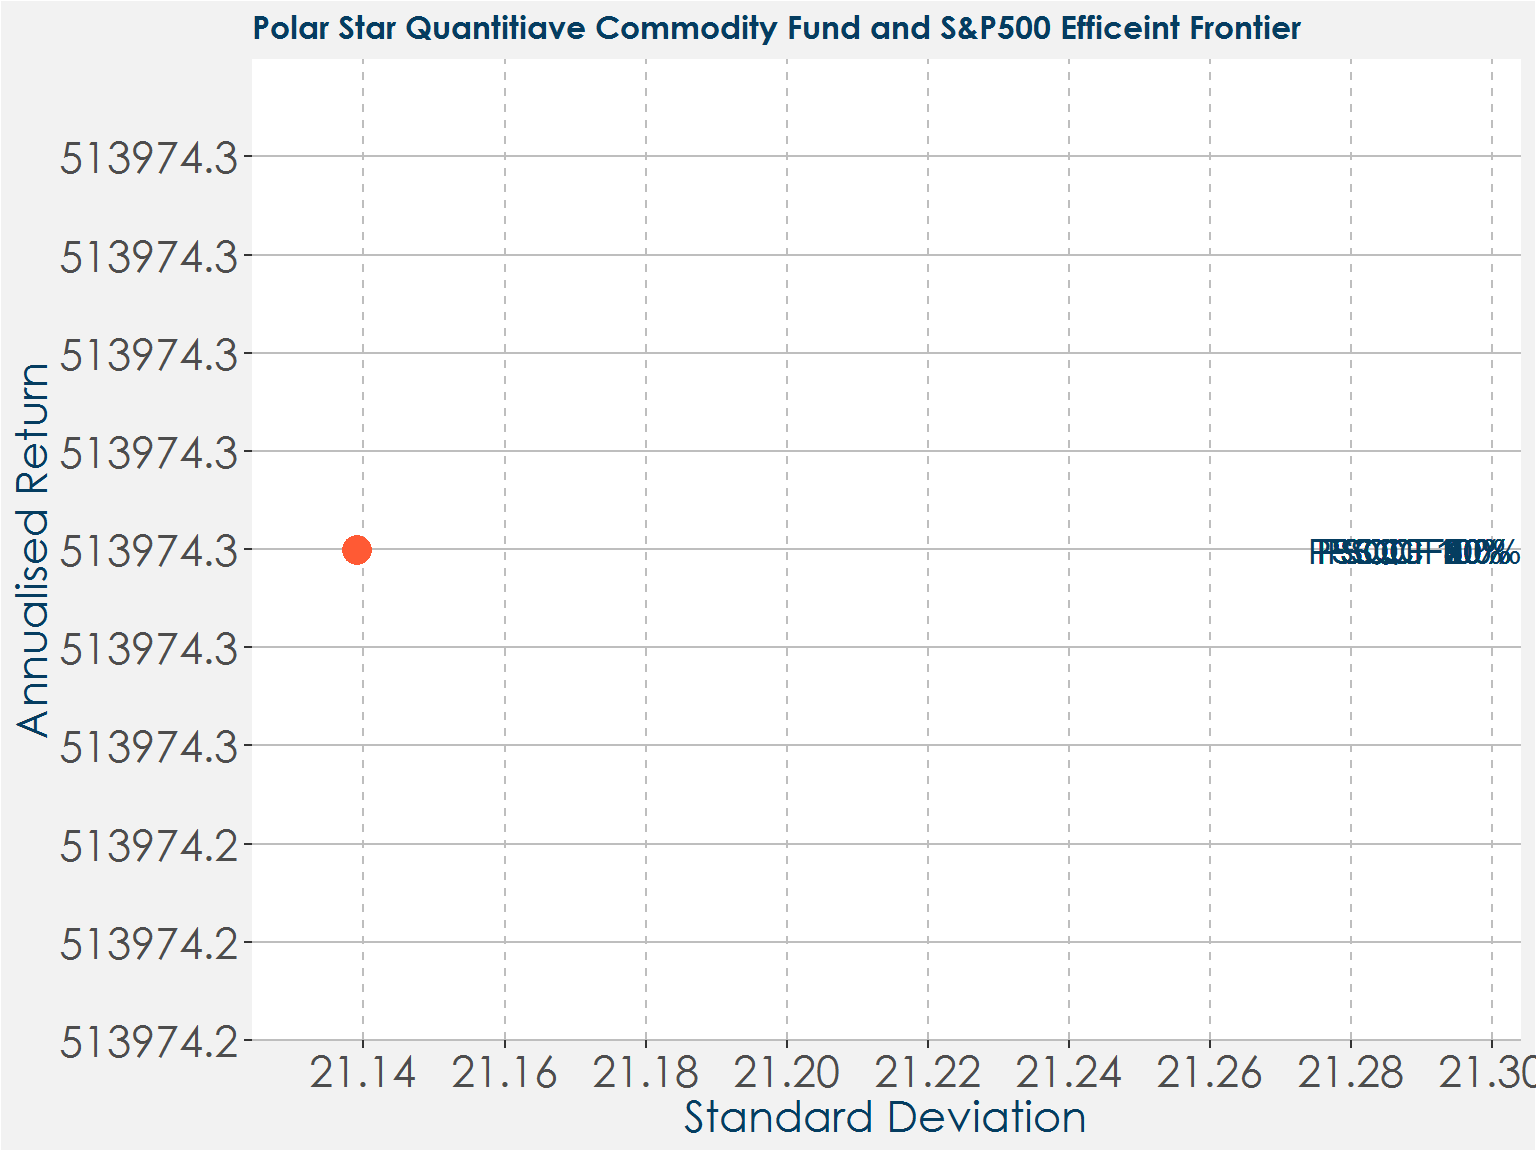 Polar Star Quantitiave Commodity Fund and S&P500 Efficeint Frontier
Annualised Return
513974.3
513974.3
513974.3
513974.3
513974.3
513974.3
513974.3
513974.2
513974.2
513974.2
21.14 21.16 21.18 21.20 21.22 21.24 21.26 21.28 21.30
Standard Deviation